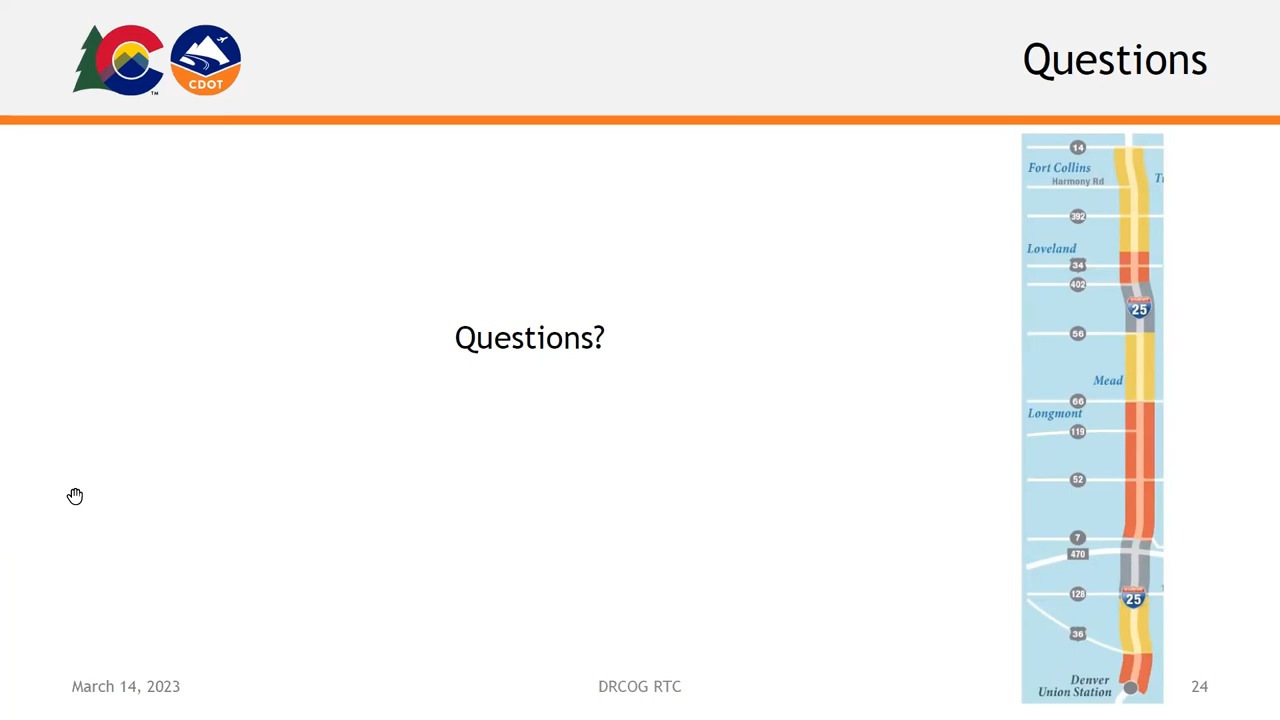 CDOT
TM
Questions
Questions?
14
Fort Collins
Harmony Rd
392
Loveland
34
402
25
56
Mead
66
Longmont
119
52
7
470
128
25
36
Denver
Union Station
March 14, 2023
DRCOG RTC
24